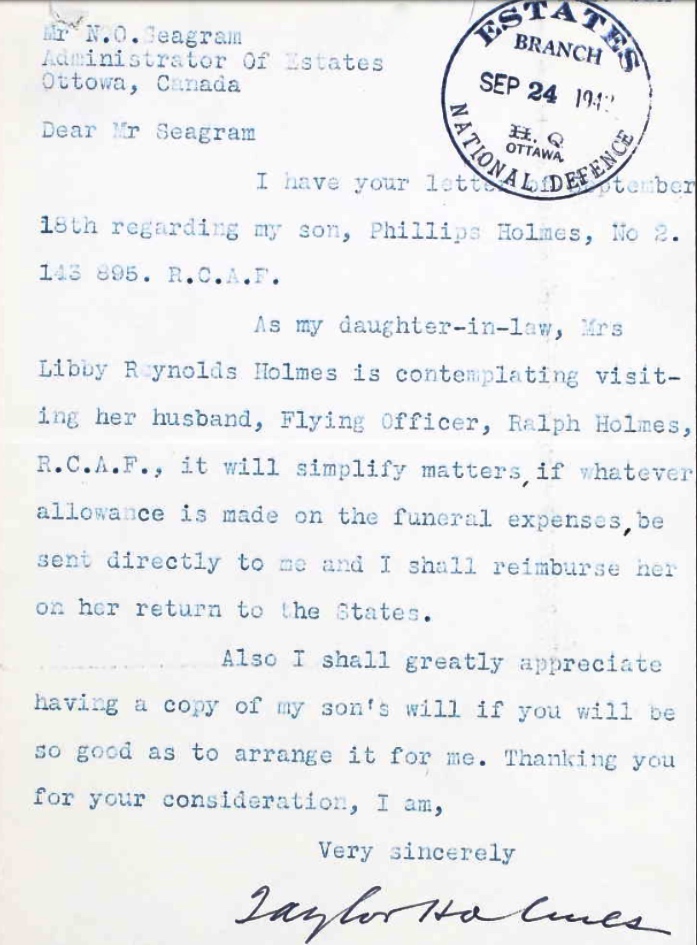 Mr N.O.Seagram
Administrator Of Estates
Ottowa, Canada
ESTATES
BRANCH
SEP 24
H. Q
OTTAWA.
NATIONAL DEFENCE
Dear Mr Seagram
I have your letter of September
18th regarding my son, Phillips Holmes, No 2.
143 895. R.C.A.F.
As my daughter-in-law, Mrs
Libby Reynolds Holmes is contemplating visit-
ing her husband, Flying Officer, Ralph Holmes,
R.C.A.F., it will simplify matters, if whatever
allowance is made on the funeral expenses, be
sent directly to me and I shall reimburse her
on her return to the States.
Also I shall greatly appreciate
having a copy of my son's will if you will be
so good as to arrange it for me. Thanking you
for your consideration, I am,
Very sincerely
Taylor Holmes